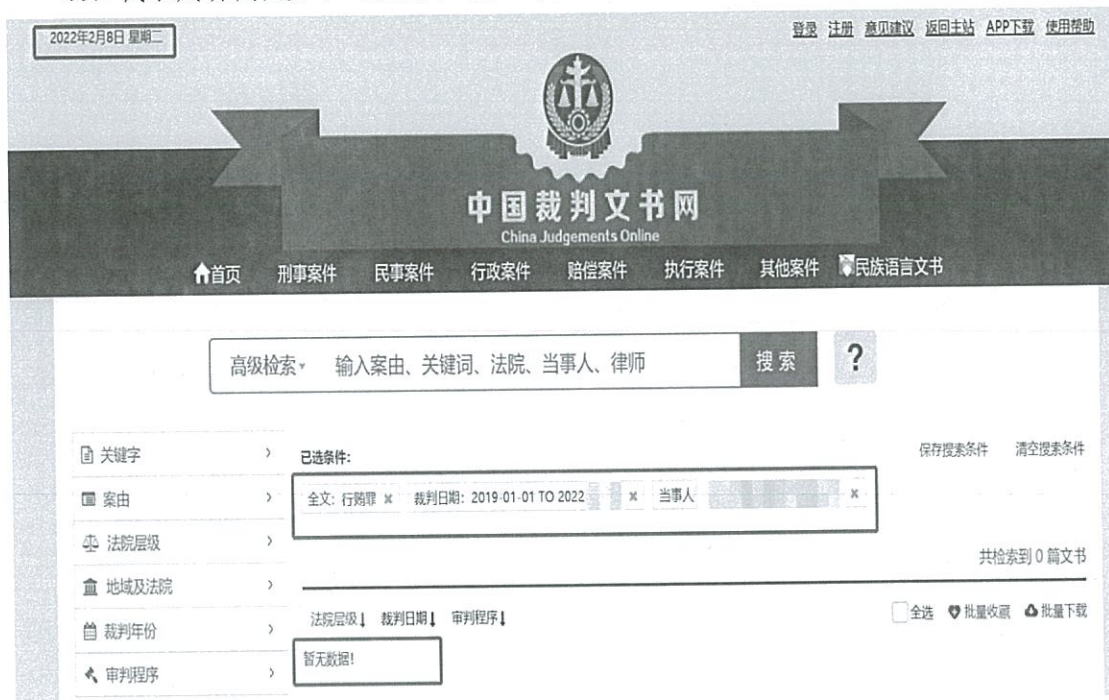 2022年2月8日 星期二
登录 注册 意见建议 返回主站 APP下载 使用帮助
中国裁判文书网
China Judgements Online
首页 刑事案件 民事案件 行政案件 赔偿案件 执行案件 其他案件 民族语言文书
高级检索 输入案由、关键词、法院、当事人、律师 搜索 ?
关键字
案由
法院层级
地域及法院
裁判年份
审判程序
已选条件:
保存搜索条件 清空搜索条件
全文: 行贿罪 × 裁判日期: 2019-01-01 TO 2022 × 当事人 ×
共检索到 0 篇文书
法院层级 裁判日期 审判程序
全选 批量收藏 批量下载
暂无数据!